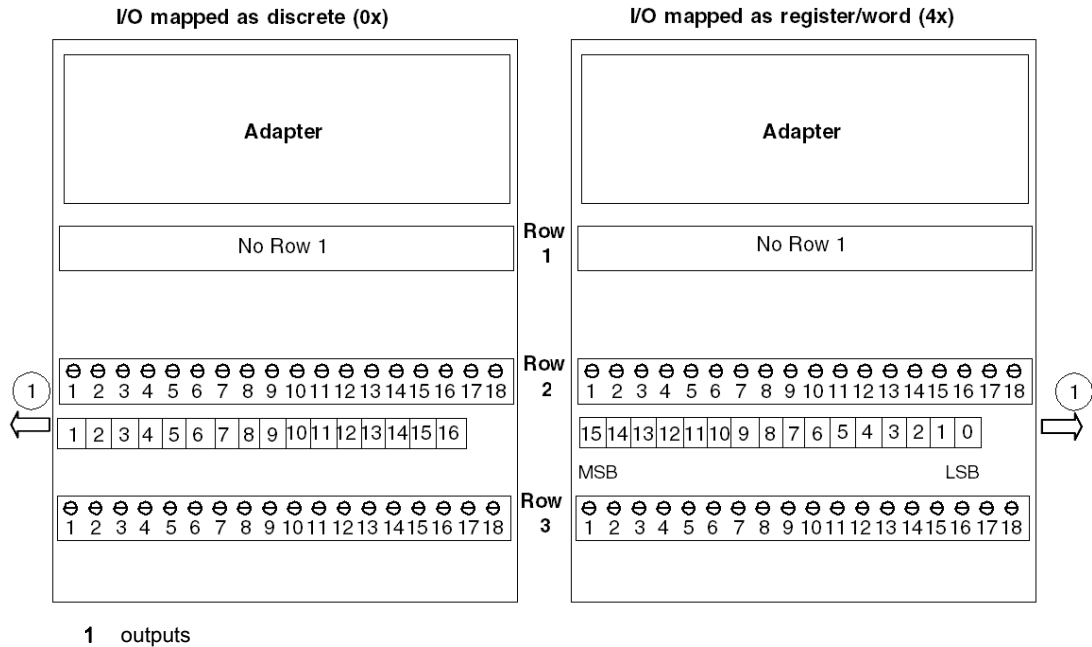 I/O mapped as discrete (0x)
I/O mapped as register/word (4x)
Adapter
Adapter
No Row 1
Row 1
No Row 1
1 2 3 4 5 6 7 8 9 10 11 12 13 14 15 16 17 18
Row 2
1 2 3 4 5 6 7 8 9 10 11 12 13 14 15 16 17 18
1
1
1 2 3 4 5 6 7 8 9 10 11 12 13 14 15 16
15 14 13 12 11 10 9 8 7 6 5 4 3 2 1 0
MSB LSB
1 2 3 4 5 6 7 8 9 10 11 12 13 14 15 16 17 18
Row 3
1 2 3 4 5 6 7 8 9 10 11 12 13 14 15 16 17 18
1 outputs